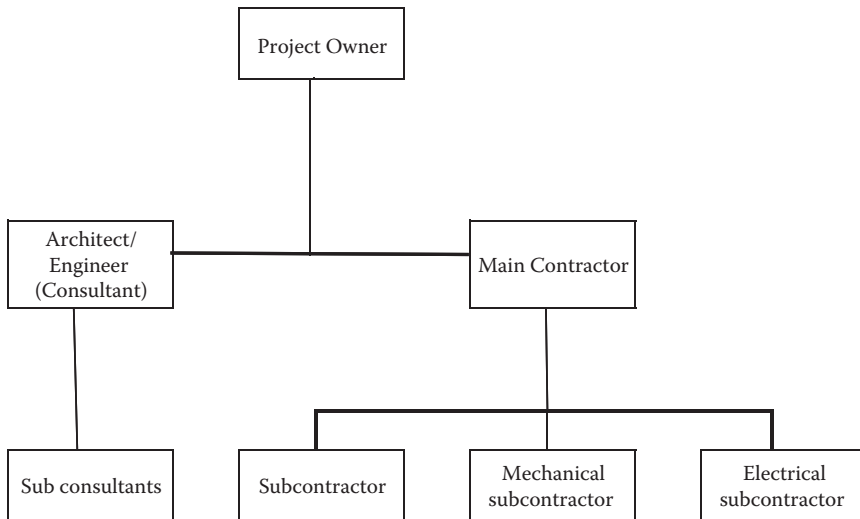 Project Owner
Architect/
Engineer
(Consultant)
Main Contractor
Sub consultants
Subcontractor
Mechanical
subcontractor
Electrical
subcontractor